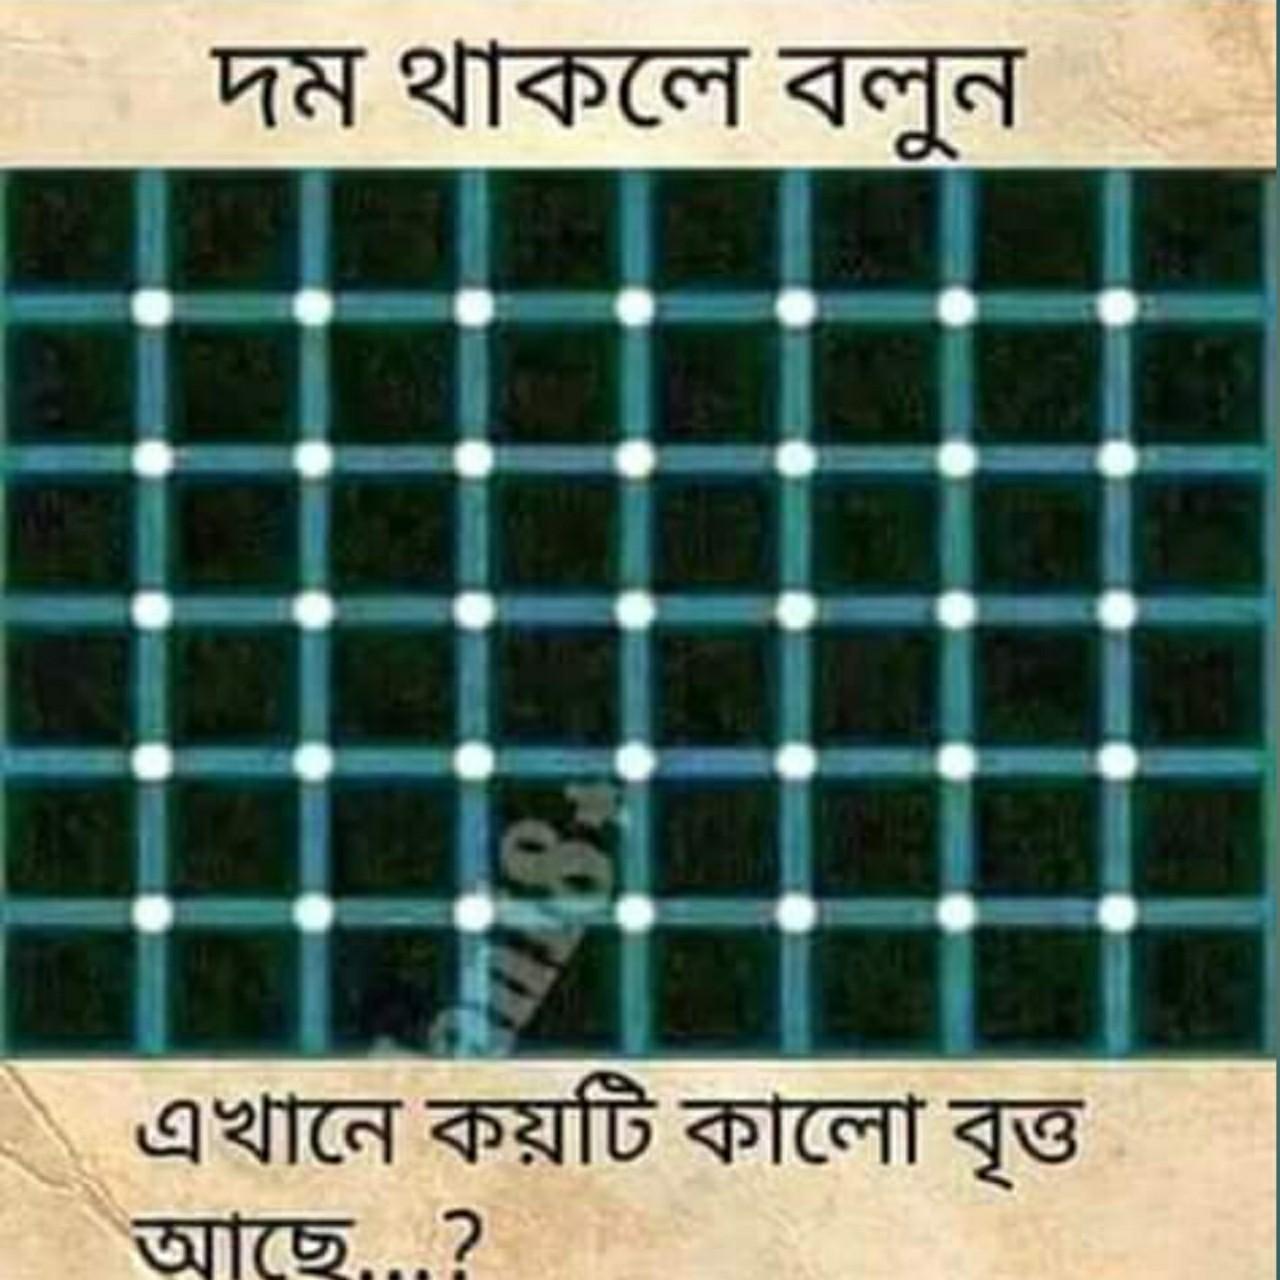 দম থাকলে বলুন
এখানে কয়টি কালো বৃত্ত
আছে....?